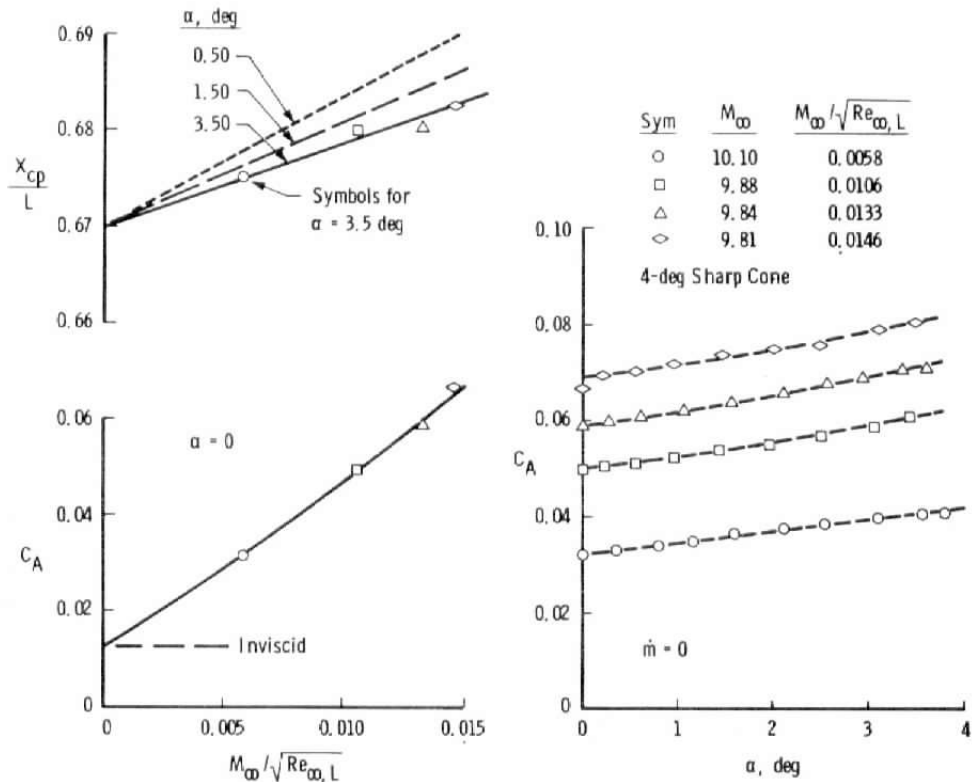 α, deg
0.50
1.50
3.50
0.69
0.68
0.67
0.66
X_cp/L
Symbols for
α = 3.5 deg
Sym M_∞ M_∞/√Re_∞,L
○ 10.10 0.0058
□ 9.88 0.0106
△ 9.84 0.0133
◇ 9.81 0.0146
4-deg Sharp Cone
0.06
0.04
0.02
0
C_A
α = 0
Inviscid
0 0.005 0.010 0.015
M_∞/√Re_∞,L
0.10
0.08
0.06
0.04
0.02
0
C_A
ṁ = 0
0 1 2 3 4
α, deg